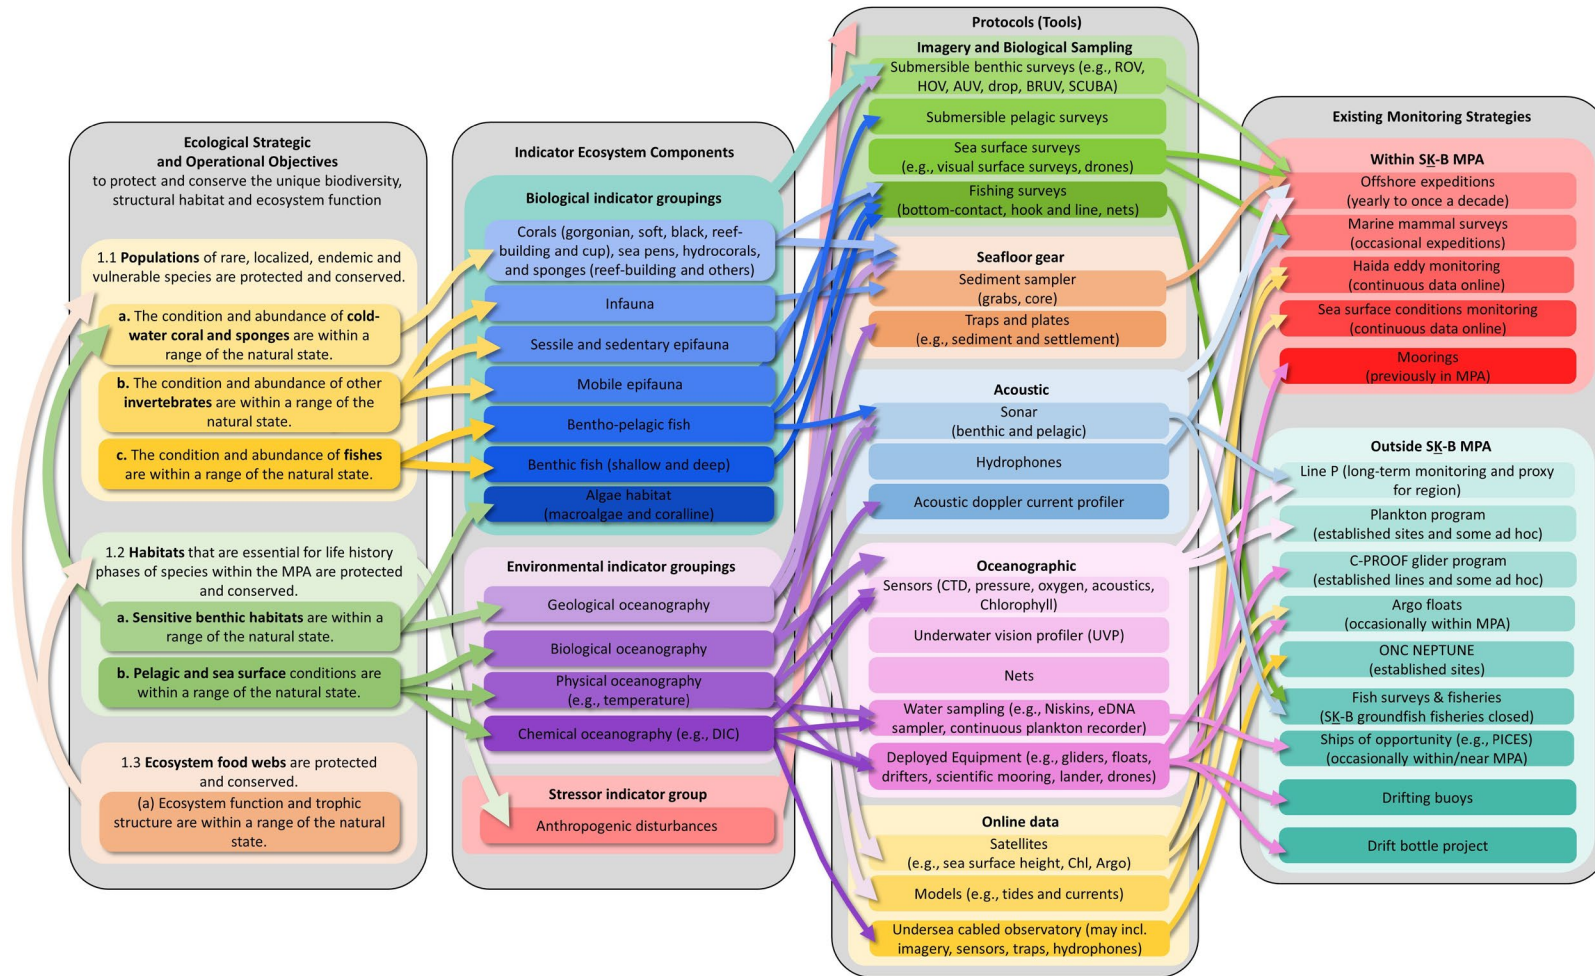 Ecological Strategic
and Operational Objectives
to protect and conserve the unique biodiversity,
structural habitat and ecosystem function
1.1 Populations of rare, localized, endemic and
vulnerable species are protected and conserved.
a. The condition and abundance of cold-
water coral and sponges are within a
range of the natural state.
b. The condition and abundance of other
invertebrates are within a range of the
natural state.
c. The condition and abundance of fishes
are within a range of the natural state.
1.2 Habitats that are essential for life history
phases of species within the MPA are protected
and conserved.
a. Sensitive benthic habitats are within a
range of the natural state.
b. Pelagic and sea surface conditions are
within a range of the natural state.
1.3 Ecosystem food webs are protected
and conserved.
(a) Ecosystem function and trophic
structure are within a range of the natural
state.
Indicator Ecosystem Components
Biological indicator groupings
Corals (gorgonian, soft, black, reef-
building and cup), sea pens, hydrocorals,
and sponges (reef-building and others)
Infauna
Sessile and sedentary epifauna
Mobile epifauna
Bentho-pelagic fish
Benthic fish (shallow and deep)
Algae habitat
(macroalgae and coralline)
Environmental indicator groupings
Geological oceanography
Biological oceanography
Physical oceanography
(e.g., temperature)
Chemical oceanography (e.g., DIC)
Stressor indicator group
Anthropogenic disturbances
Protocols (Tools)
Imagery and Biological Sampling
Submersible benthic surveys (e.g., ROV,
HOV, AUV, drop, BRUV, SCUBA)
Submersible pelagic surveys
Sea surface surveys
(e.g., visual surface surveys, drones)
Fishing surveys
(bottom-contact, hook and line, nets)
Seafloor gear
Sediment sampler
(grabs, core)
Traps and plates
(e.g., sediment and settlement)
Acoustic
Sonar
(benthic and pelagic)
Hydrophones
Acoustic doppler current profiler
Oceanographic
Sensors (CTD, pressure, oxygen, acoustics,
Chlorophyll)
Underwater vision profiler (UVP)
Nets
Water sampling (e.g., Niskins, eDNA
sampler, continuous plankton recorder)
Deployed Equipment (e.g., gliders, floats,
drifters, scientific mooring, lander, drones)
Online data
Satellites
(e.g., sea surface height, Chl, Argo)
Models (e.g., tides and currents)
Undersea cabled observatory (may incl.
imagery, sensors, traps, hydrophones)
Existing Monitoring Strategies
Within SK-B MPA
Offshore expeditions
(yearly to once a decade)
Marine mammal surveys
(occasional expeditions)
Haida eddy monitoring
(continuous data online)
Sea surface conditions monitoring
(continuous data online)
Moorings
(previously in MPA)
Outside SK-B MPA
Line P (long-term monitoring and proxy
for region)
Plankton program
(established sites and some ad hoc)
C-PROOF glider program
(established lines and some ad hoc)
Argo floats
(occasionally within MPA)
ONC NEPTUNE
(established sites)
Fish surveys & fisheries
(SK-B groundfish fisheries closed)
Ships of opportunity (e.g., PICES)
(occasionally within/near MPA)
Drifting buoys
Drift bottle project